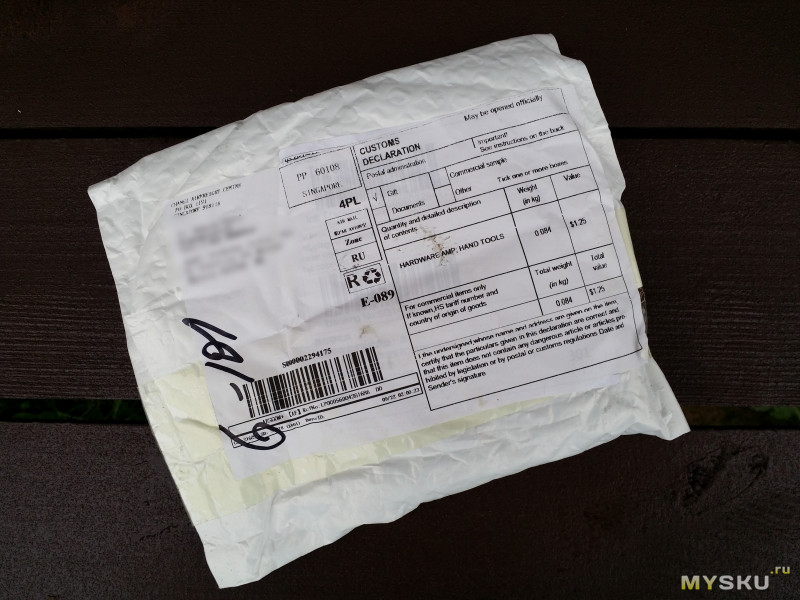 PP 60108
SINGAPORE
4PL
AIR MAIL
Zone
RU
R
E-089
SI00002294175
CUSTOMS
DECLARATION
May be opened officially
Postal administration
Important!
See instructions on the back
√ Gift
Commercial sample
Documents
Other
Tick one or more boxes
Quantity and detailed description
of contents
Weight
(in kg)
Value
HARDWARE AMP; HAND TOOLS
0.084
$1.25
For commercial items only
If known,HS tariff number and
country of origin of goods
Total weight
(in kg)
Total
value
0.084
$1.25
I,the undersigned whose name and address are given on the item,
certify that the particulars given in this declaration are correct and
that this item does not contain any dangerous article or articles pro-
hibited by legislation or by postal or customs regulations Date and
Sender's signature
MYSKU.ru